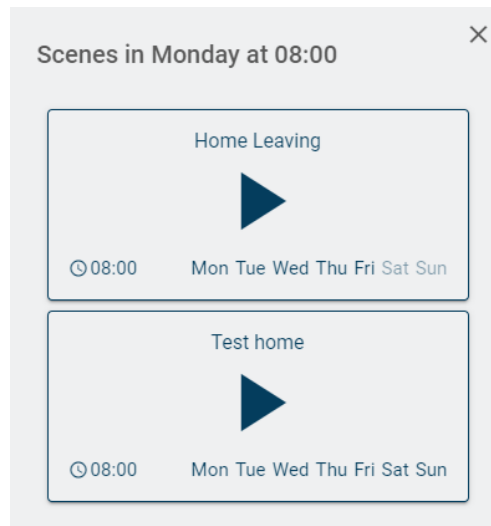 Scenes in Monday at 08:00
Home Leaving
08:00 Mon Tue Wed Thu Fri Sat Sun
Test home
08:00 Mon Tue Wed Thu Fri Sat Sun